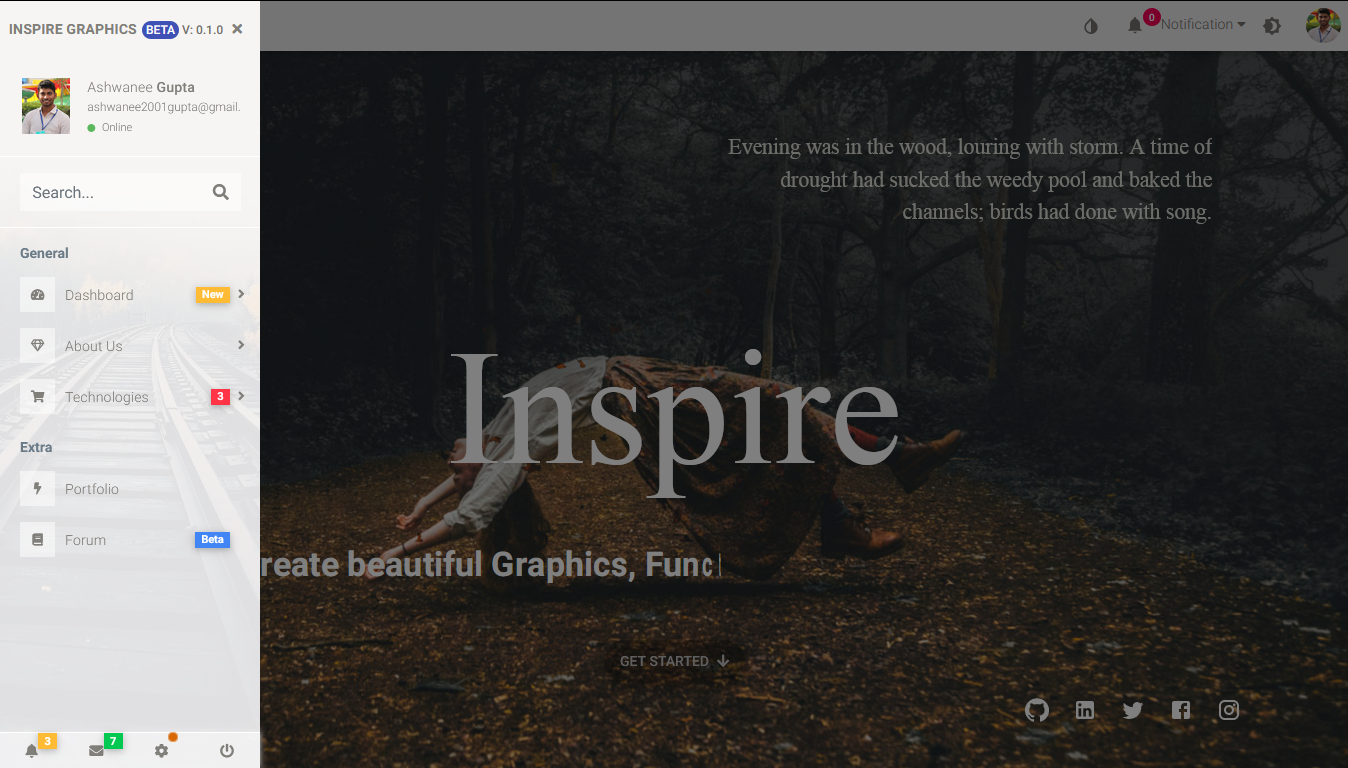 INSPIRE GRAPHICS BETA V: 0.1.0
Ashwanee Gupta
ashwanee2001gupta@gmail.
Online
Search...
General
Dashboard New
About Us
Technologies 3
Extra
Portfolio
Forum Beta
3 7
0 Notification
Evening was in the wood, louring with storm. A time of
drought had sucked the weedy pool and baked the
channels; birds had done with song.
Inspire
reate beautiful Graphics, Func
GET STARTED